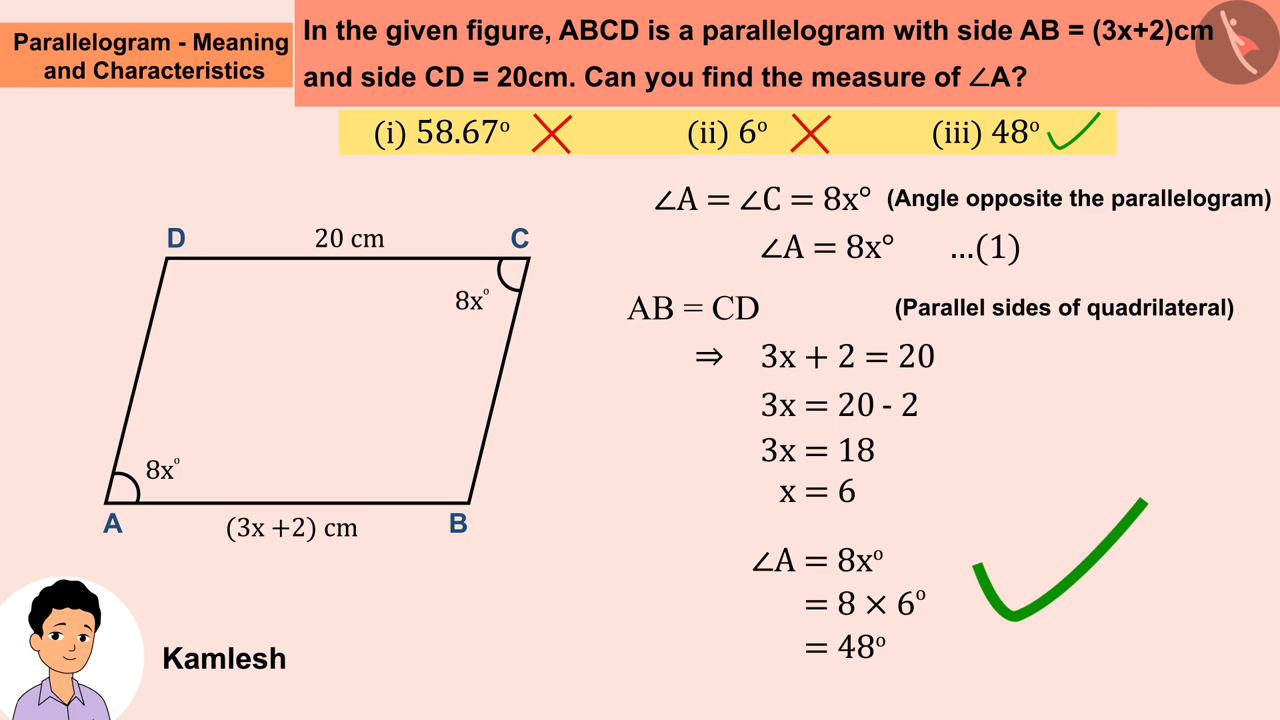 Parallelogram - Meaning
and Characteristics
In the given figure, ABCD is a parallelogram with side AB = (3x+2)cm
and side CD = 20cm. Can you find the measure of ∠A?
(i) 58.67° (ii) 6° (iii) 48°
∠A = ∠C = 8x° (Angle opposite the parallelogram)
∠A = 8x° ...(1)
AB = CD (Parallel sides of quadrilateral)
⇒ 3x + 2 = 20
3x = 20 - 2
3x = 18
x = 6
∠A = 8x°
= 8 × 6°
= 48°
D 20 cm C
8x°
8x°
A (3x +2) cm B
Kamlesh